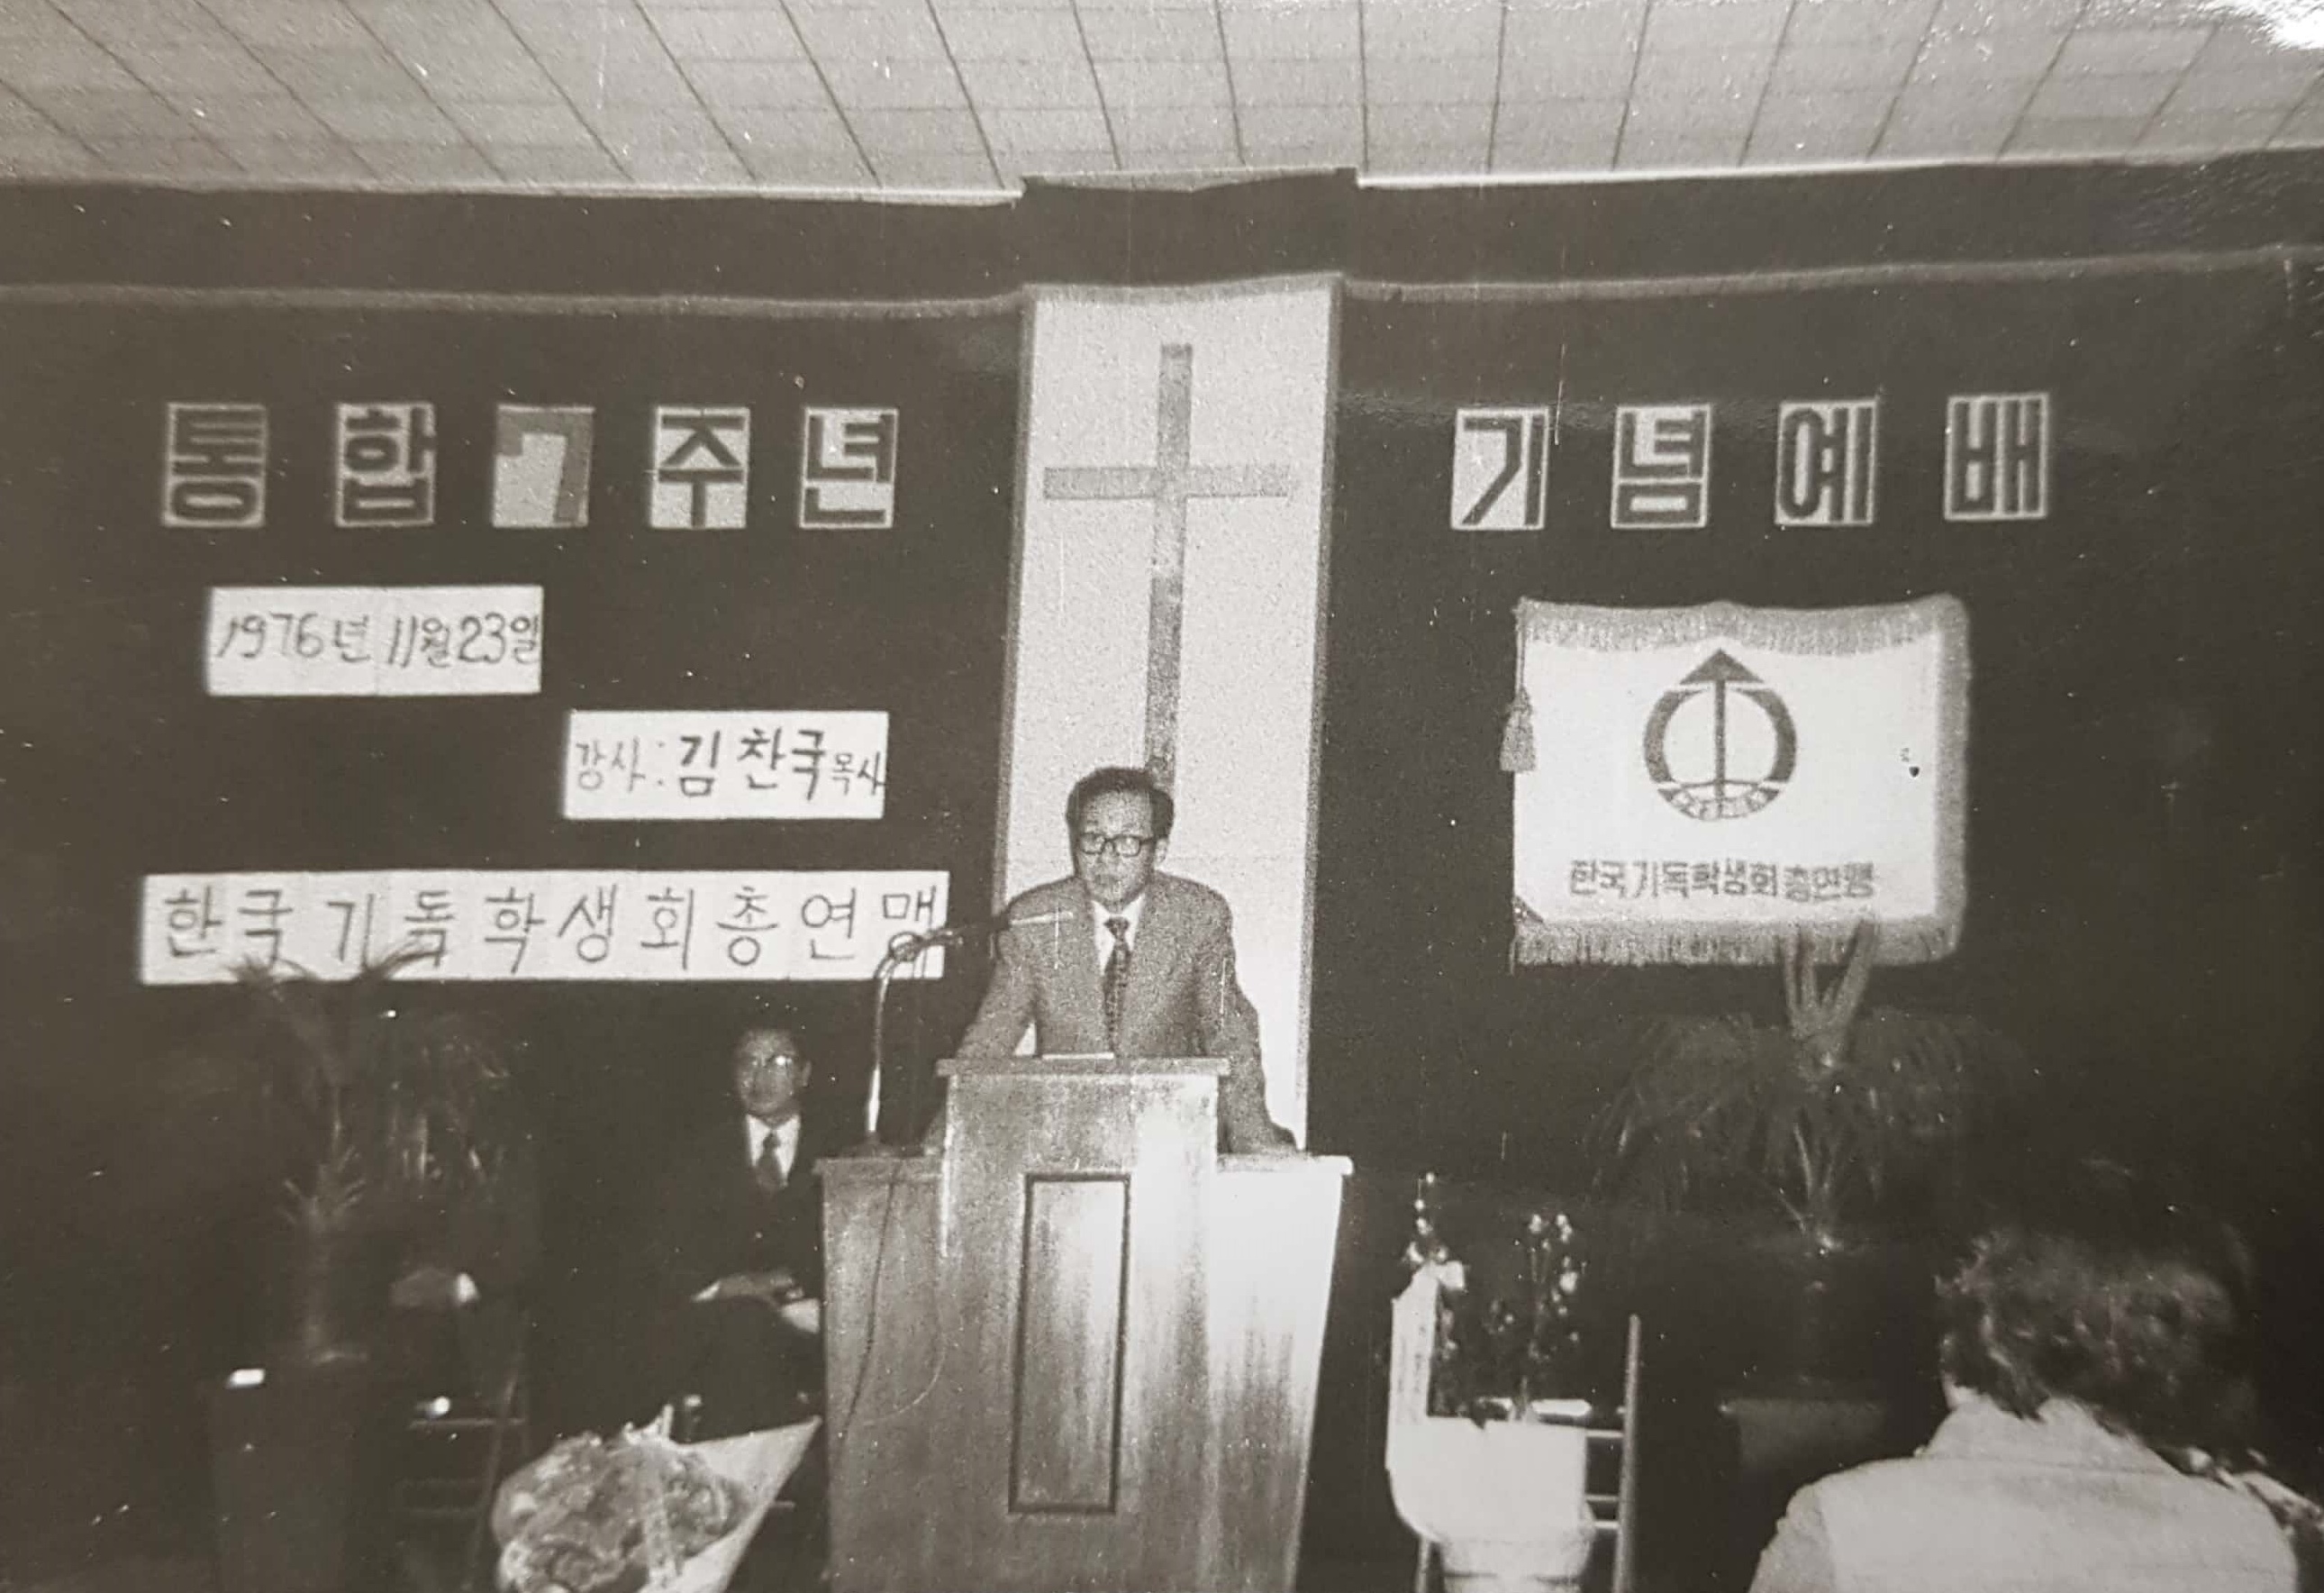 통합 7주년 기념예배
1976년 11월 23일
강사: 김찬국 목사
한국기독학생회총연맹
한국기독학생회총연맹